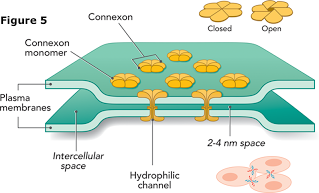 Figure 5
Connexon
Closed
Open
Connexon
monomer
Plasma
membranes
Intercellular
space
Hydrophilic
channel
2-4 nm space